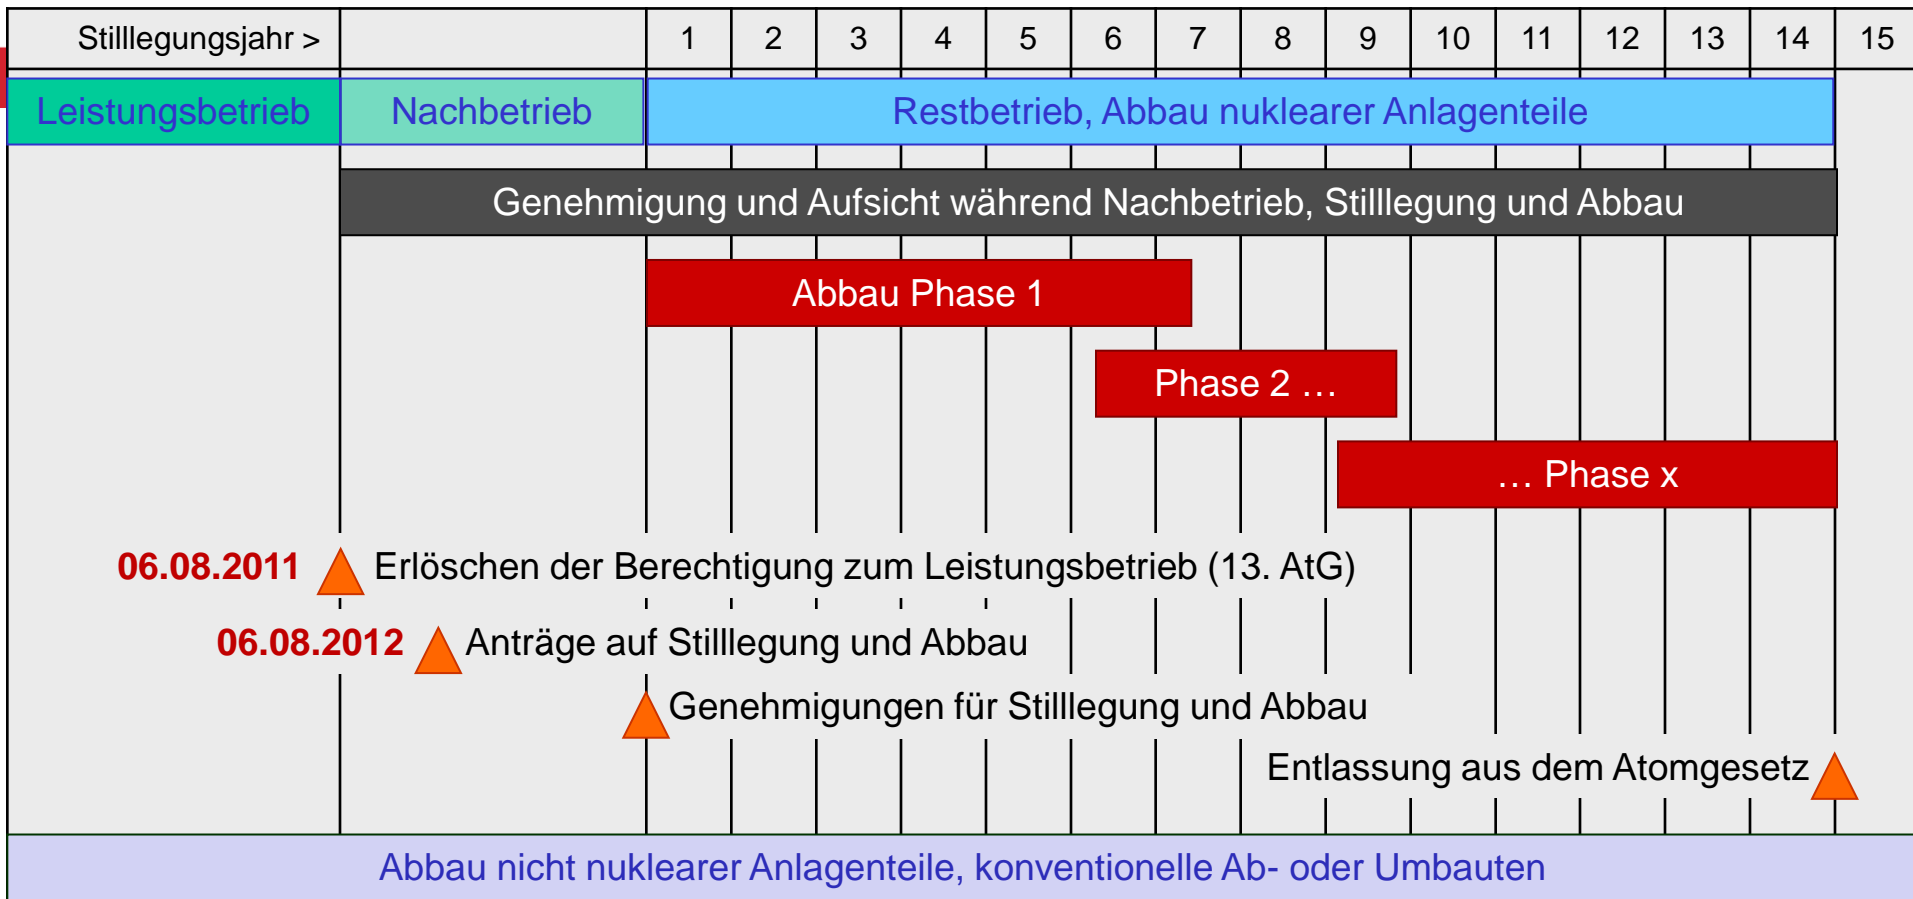 Stilllegungsjahr > 1 2 3 4 5 6 7 8 9 10 11 12 13 14 15
Leistungsbetrieb Nachbetrieb Restbetrieb, Abbau nuklearer Anlagenteile
Genehmigung und Aufsicht während Nachbetrieb, Stilllegung und Abbau
Abbau Phase 1
Phase 2 …
… Phase x
06.08.2011 Erlöschen der Berechtigung zum Leistungsbetrieb (13. AtG)
06.08.2012 Anträge auf Stilllegung und Abbau
Genehmigungen für Stilllegung und Abbau
Entlassung aus dem Atomgesetz
Abbau nicht nuklearer Anlagenteile, konventionelle Ab- oder Umbauten